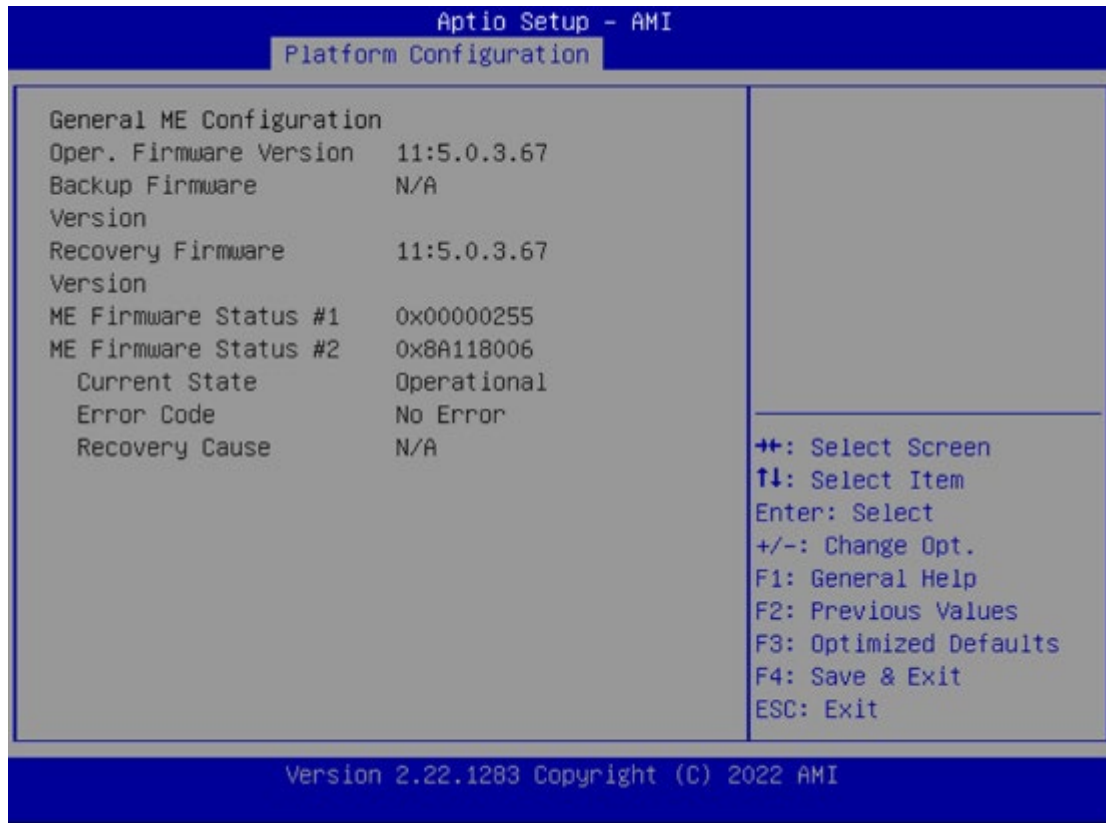 Aptio Setup – AMI
Platform Configuration
General ME Configuration
Oper. Firmware Version 11:5.0.3.67
Backup Firmware N/A
Version
Recovery Firmware 11:5.0.3.67
Version
ME Firmware Status #1 0x00000255
ME Firmware Status #2 0x8A118006
Current State Operational
Error Code No Error
Recovery Cause N/A
→←: Select Screen
↑↓: Select Item
Enter: Select
+/-: Change Opt.
F1: General Help
F2: Previous Values
F3: Optimized Defaults
F4: Save & Exit
ESC: Exit
Version 2.22.1283 Copyright (C) 2022 AMI